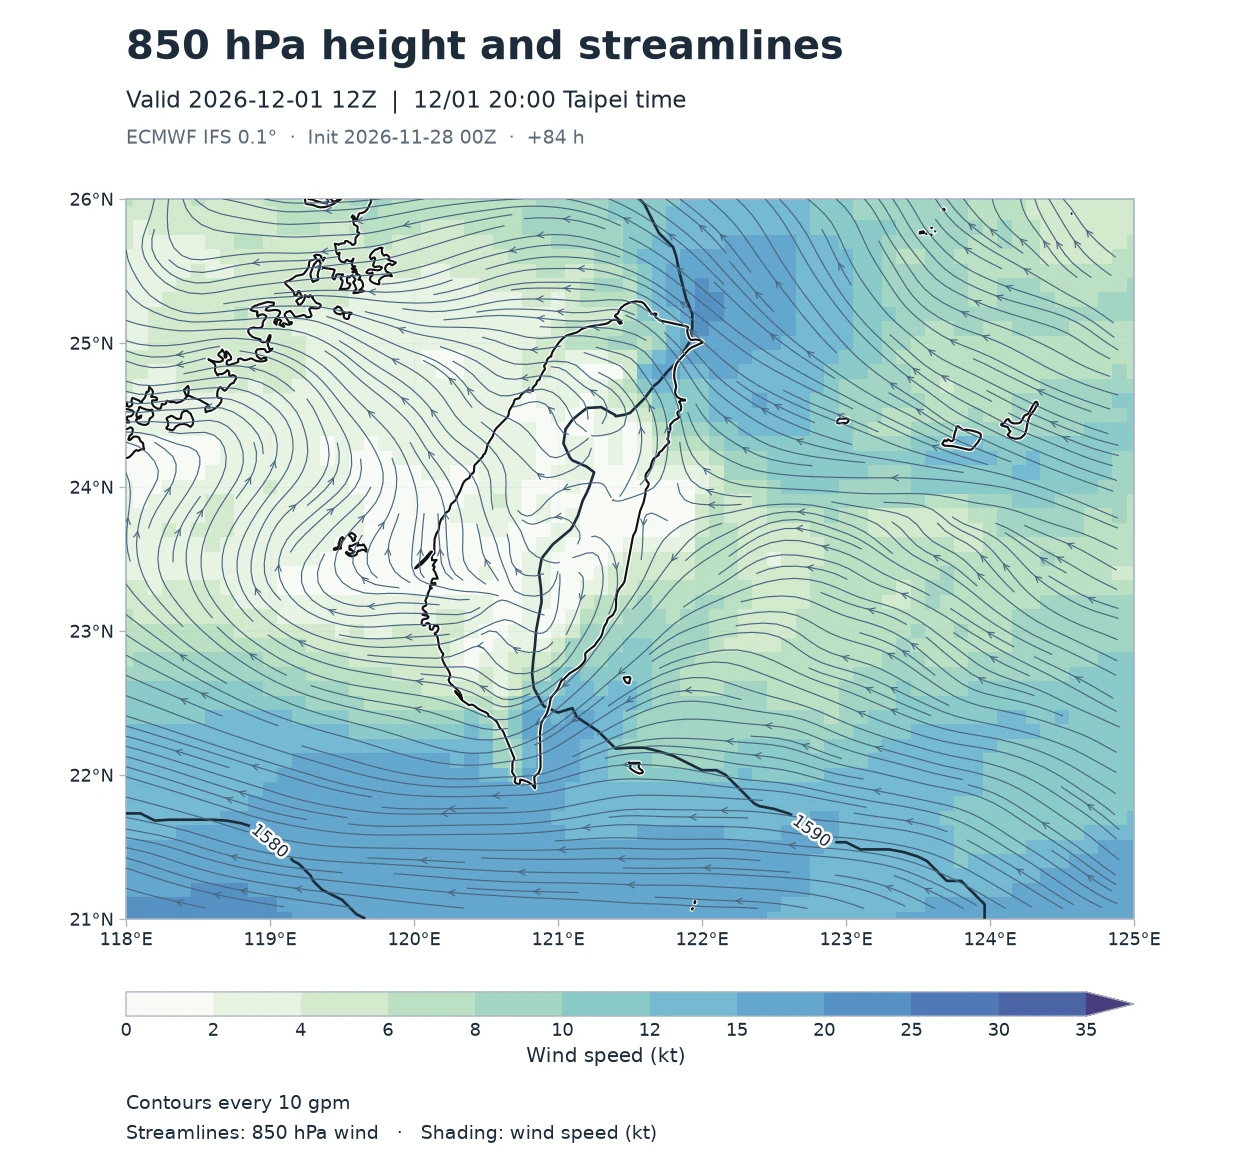 850 hPa height and streamlines
Valid 2026-12-01 12Z | 12/01 20:00 Taipei time
ECMWF IFS 0.1° · Init 2026-11-28 00Z · +84 h
26°N
25°N
24°N
23°N
22°N
21°N
1580
1590
118°E 119°E 120°E 121°E 122°E 123°E 124°E 125°E
0 2 4 6 8 10 12 15 20 25 30 35
Wind speed (kt)
Contours every 10 gpm
Streamlines: 850 hPa wind · Shading: wind speed (kt)